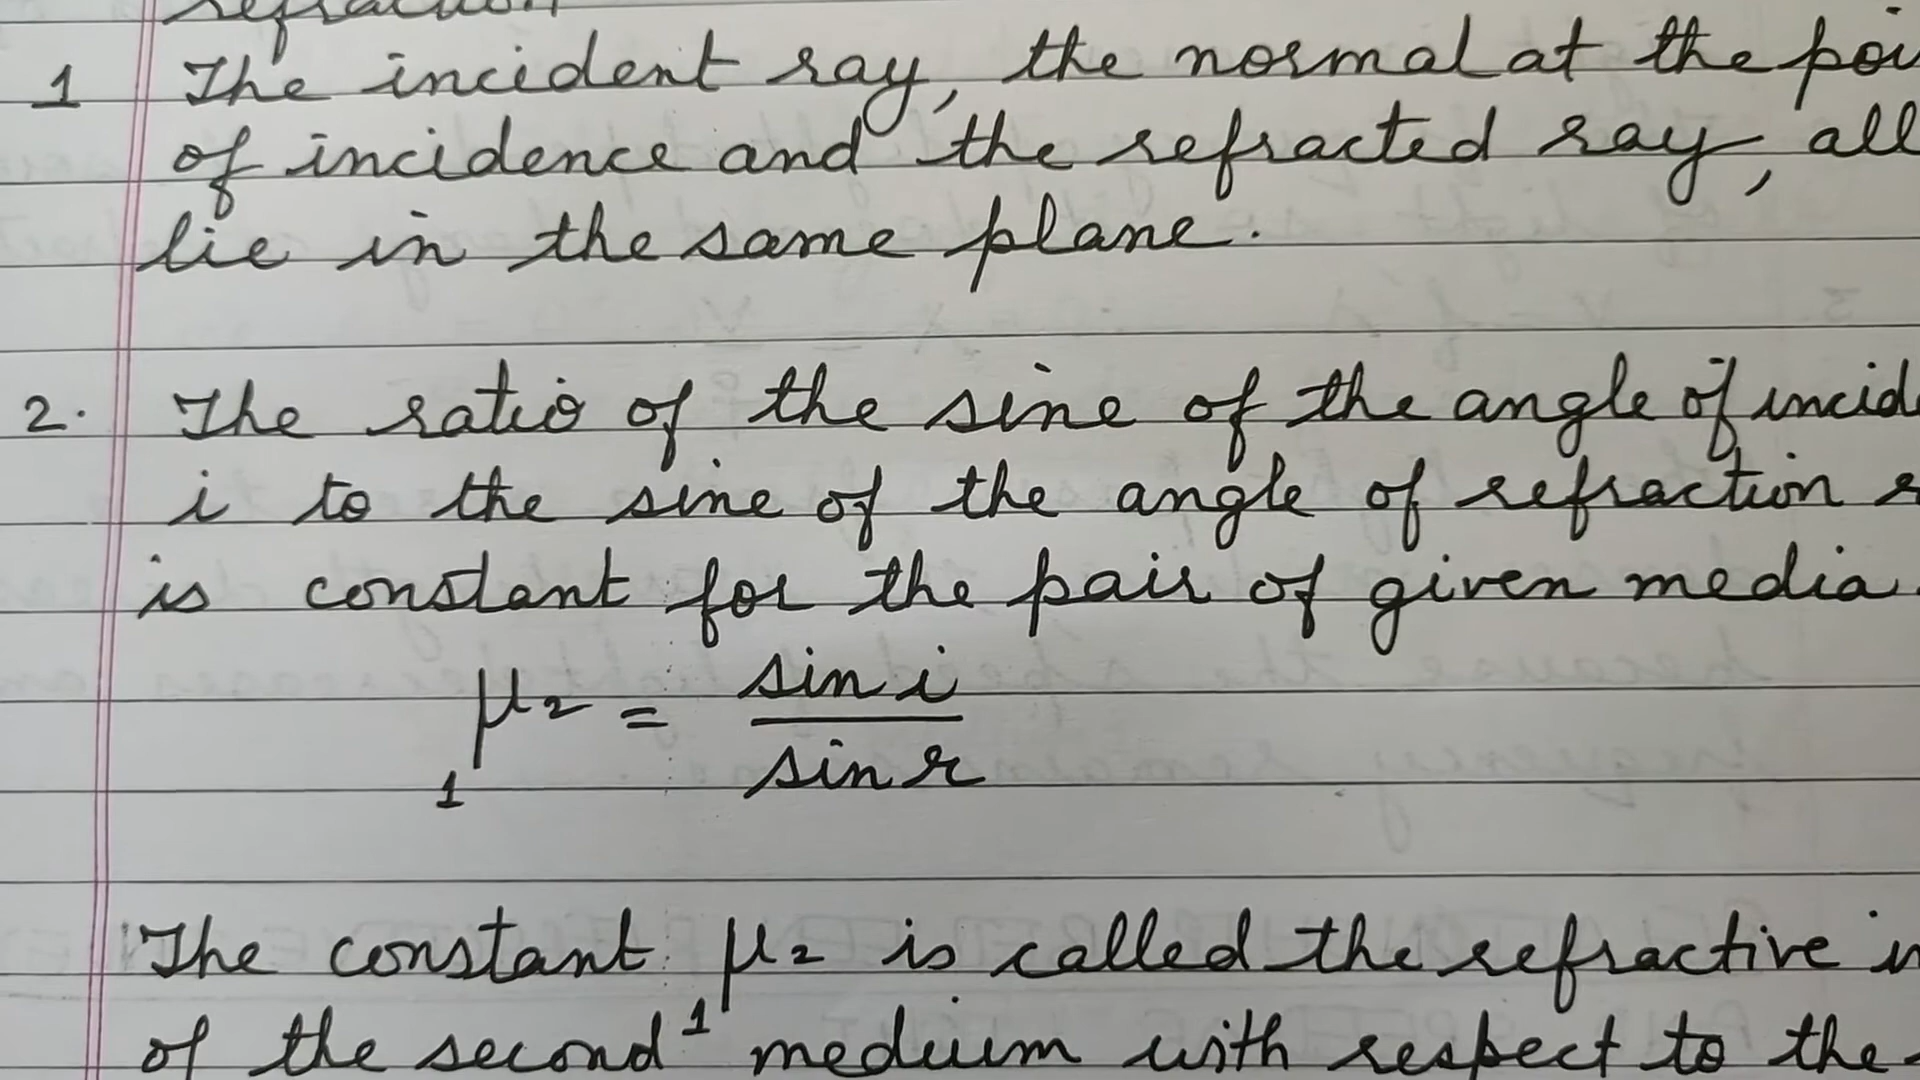 refraction
1 The incident ray, the normal at the poi
of incidence and the refracted ray, all
lie in the same plane.
2. The ratio of the sine of the angle of incid
i to the sine of the angle of refraction r
is constant for the pair of given media.
₁μ₂ = sin i / sin r
The constant ₁μ₂ is called the refractive in
of the second medium with respect to the